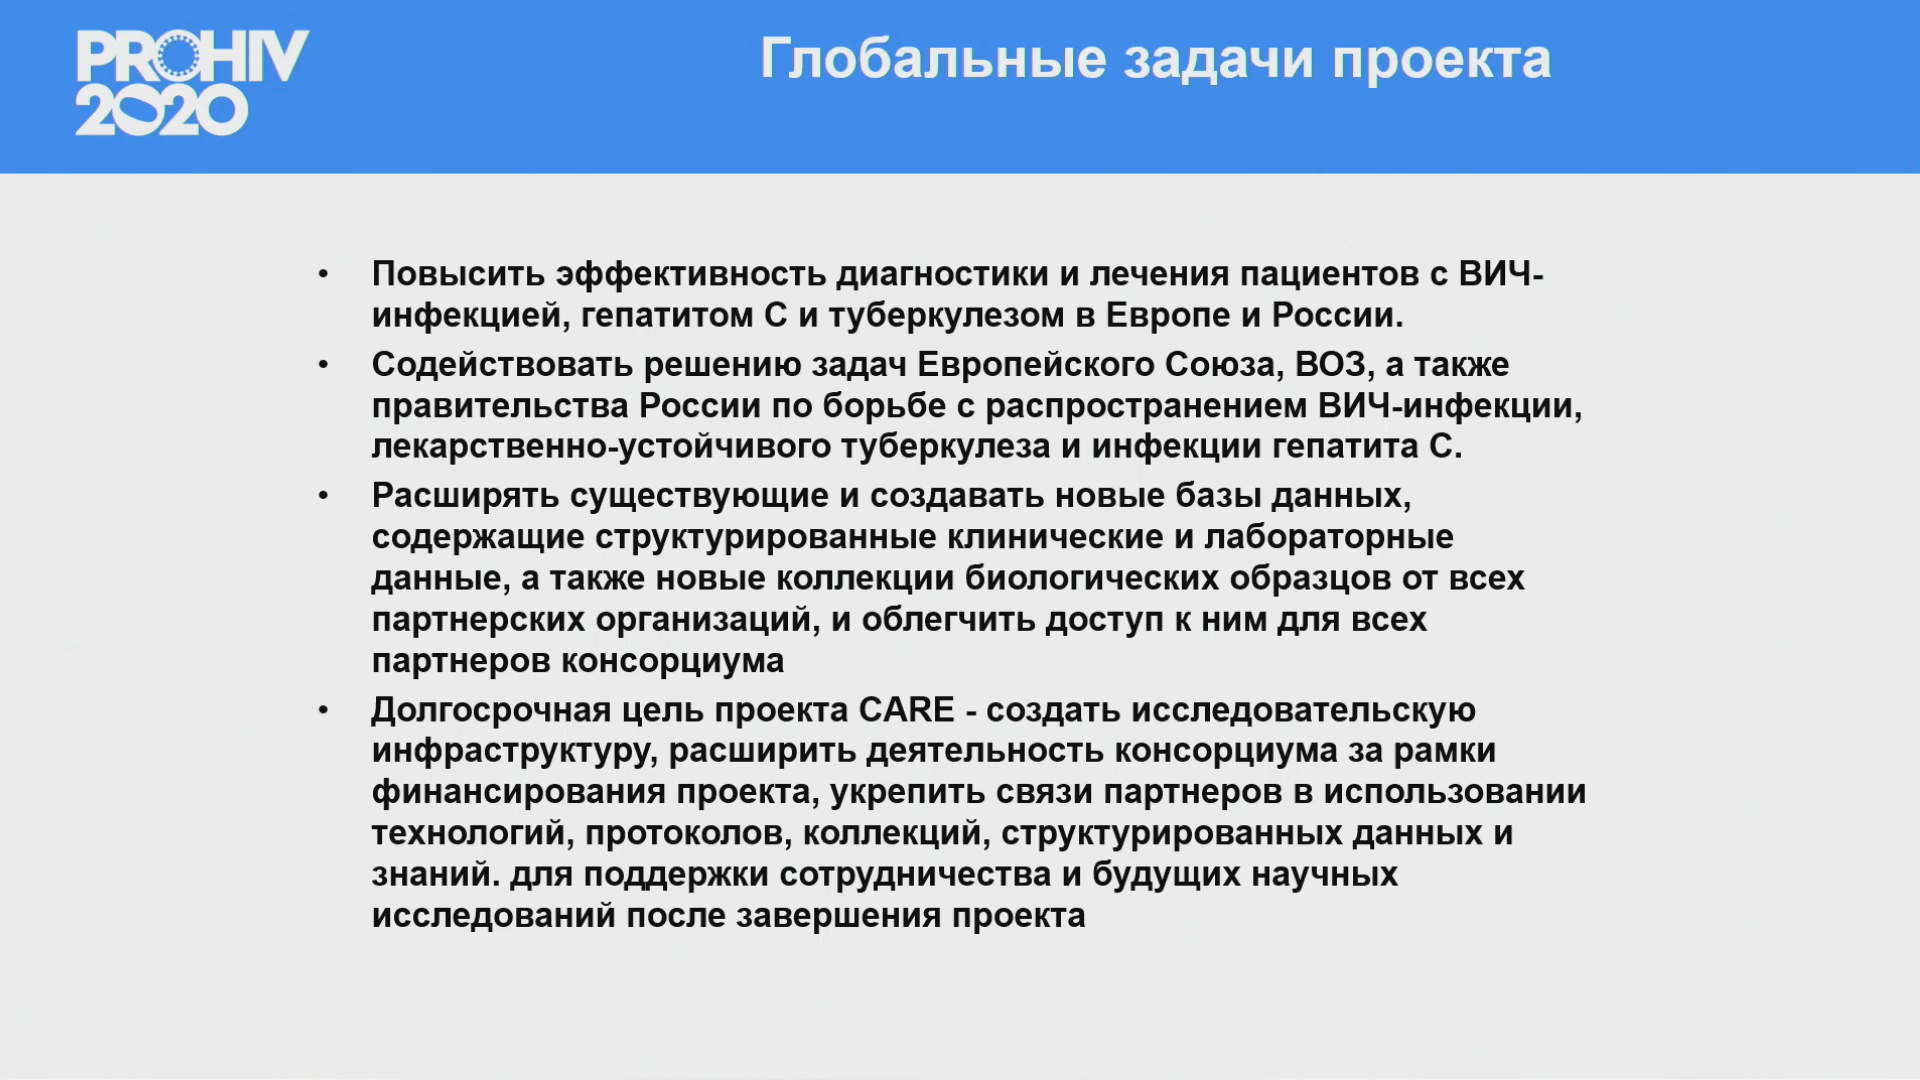 PROHIV
2020
Глобальные задачи проекта
• Повысить эффективность диагностики и лечения пациентов с ВИЧ-
инфекцией, гепатитом С и туберкулезом в Европе и России.
• Содействовать решению задач Европейского Союза, ВОЗ, а также
правительства России по борьбе с распространением ВИЧ-инфекции,
лекарственно-устойчивого туберкулеза и инфекции гепатита С.
• Расширять существующие и создавать новые базы данных,
содержащие структурированные клинические и лабораторные
данные, а также новые коллекции биологических образцов от всех
партнерских организаций, и облегчить доступ к ним для всех
партнеров консорциума
• Долгосрочная цель проекта CARE - создать исследовательскую
инфраструктуру, расширить деятельность консорциума за рамки
финансирования проекта, укрепить связи партнеров в использовании
технологий, протоколов, коллекций, структурированных данных и
знаний. для поддержки сотрудничества и будущих научных
исследований после завершения проекта